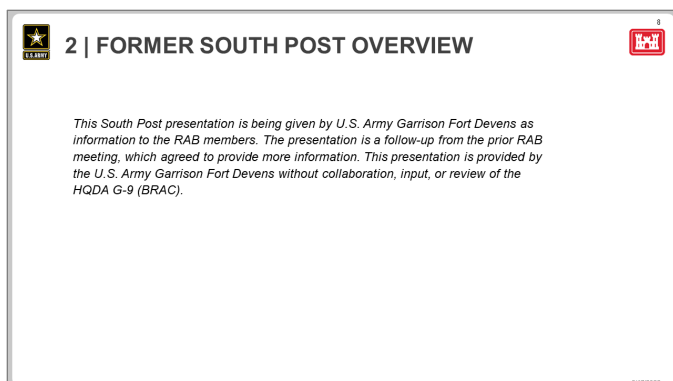 8
U.S. ARMY
2 | FORMER SOUTH POST OVERVIEW
This South Post presentation is being given by U.S. Army Garrison Fort Devens as
information to the RAB members. The presentation is a follow-up from the prior RAB
meeting, which agreed to provide more information. This presentation is provided by
the U.S. Army Garrison Fort Devens without collaboration, input, or review of the
HQDA G-9 (BRAC).